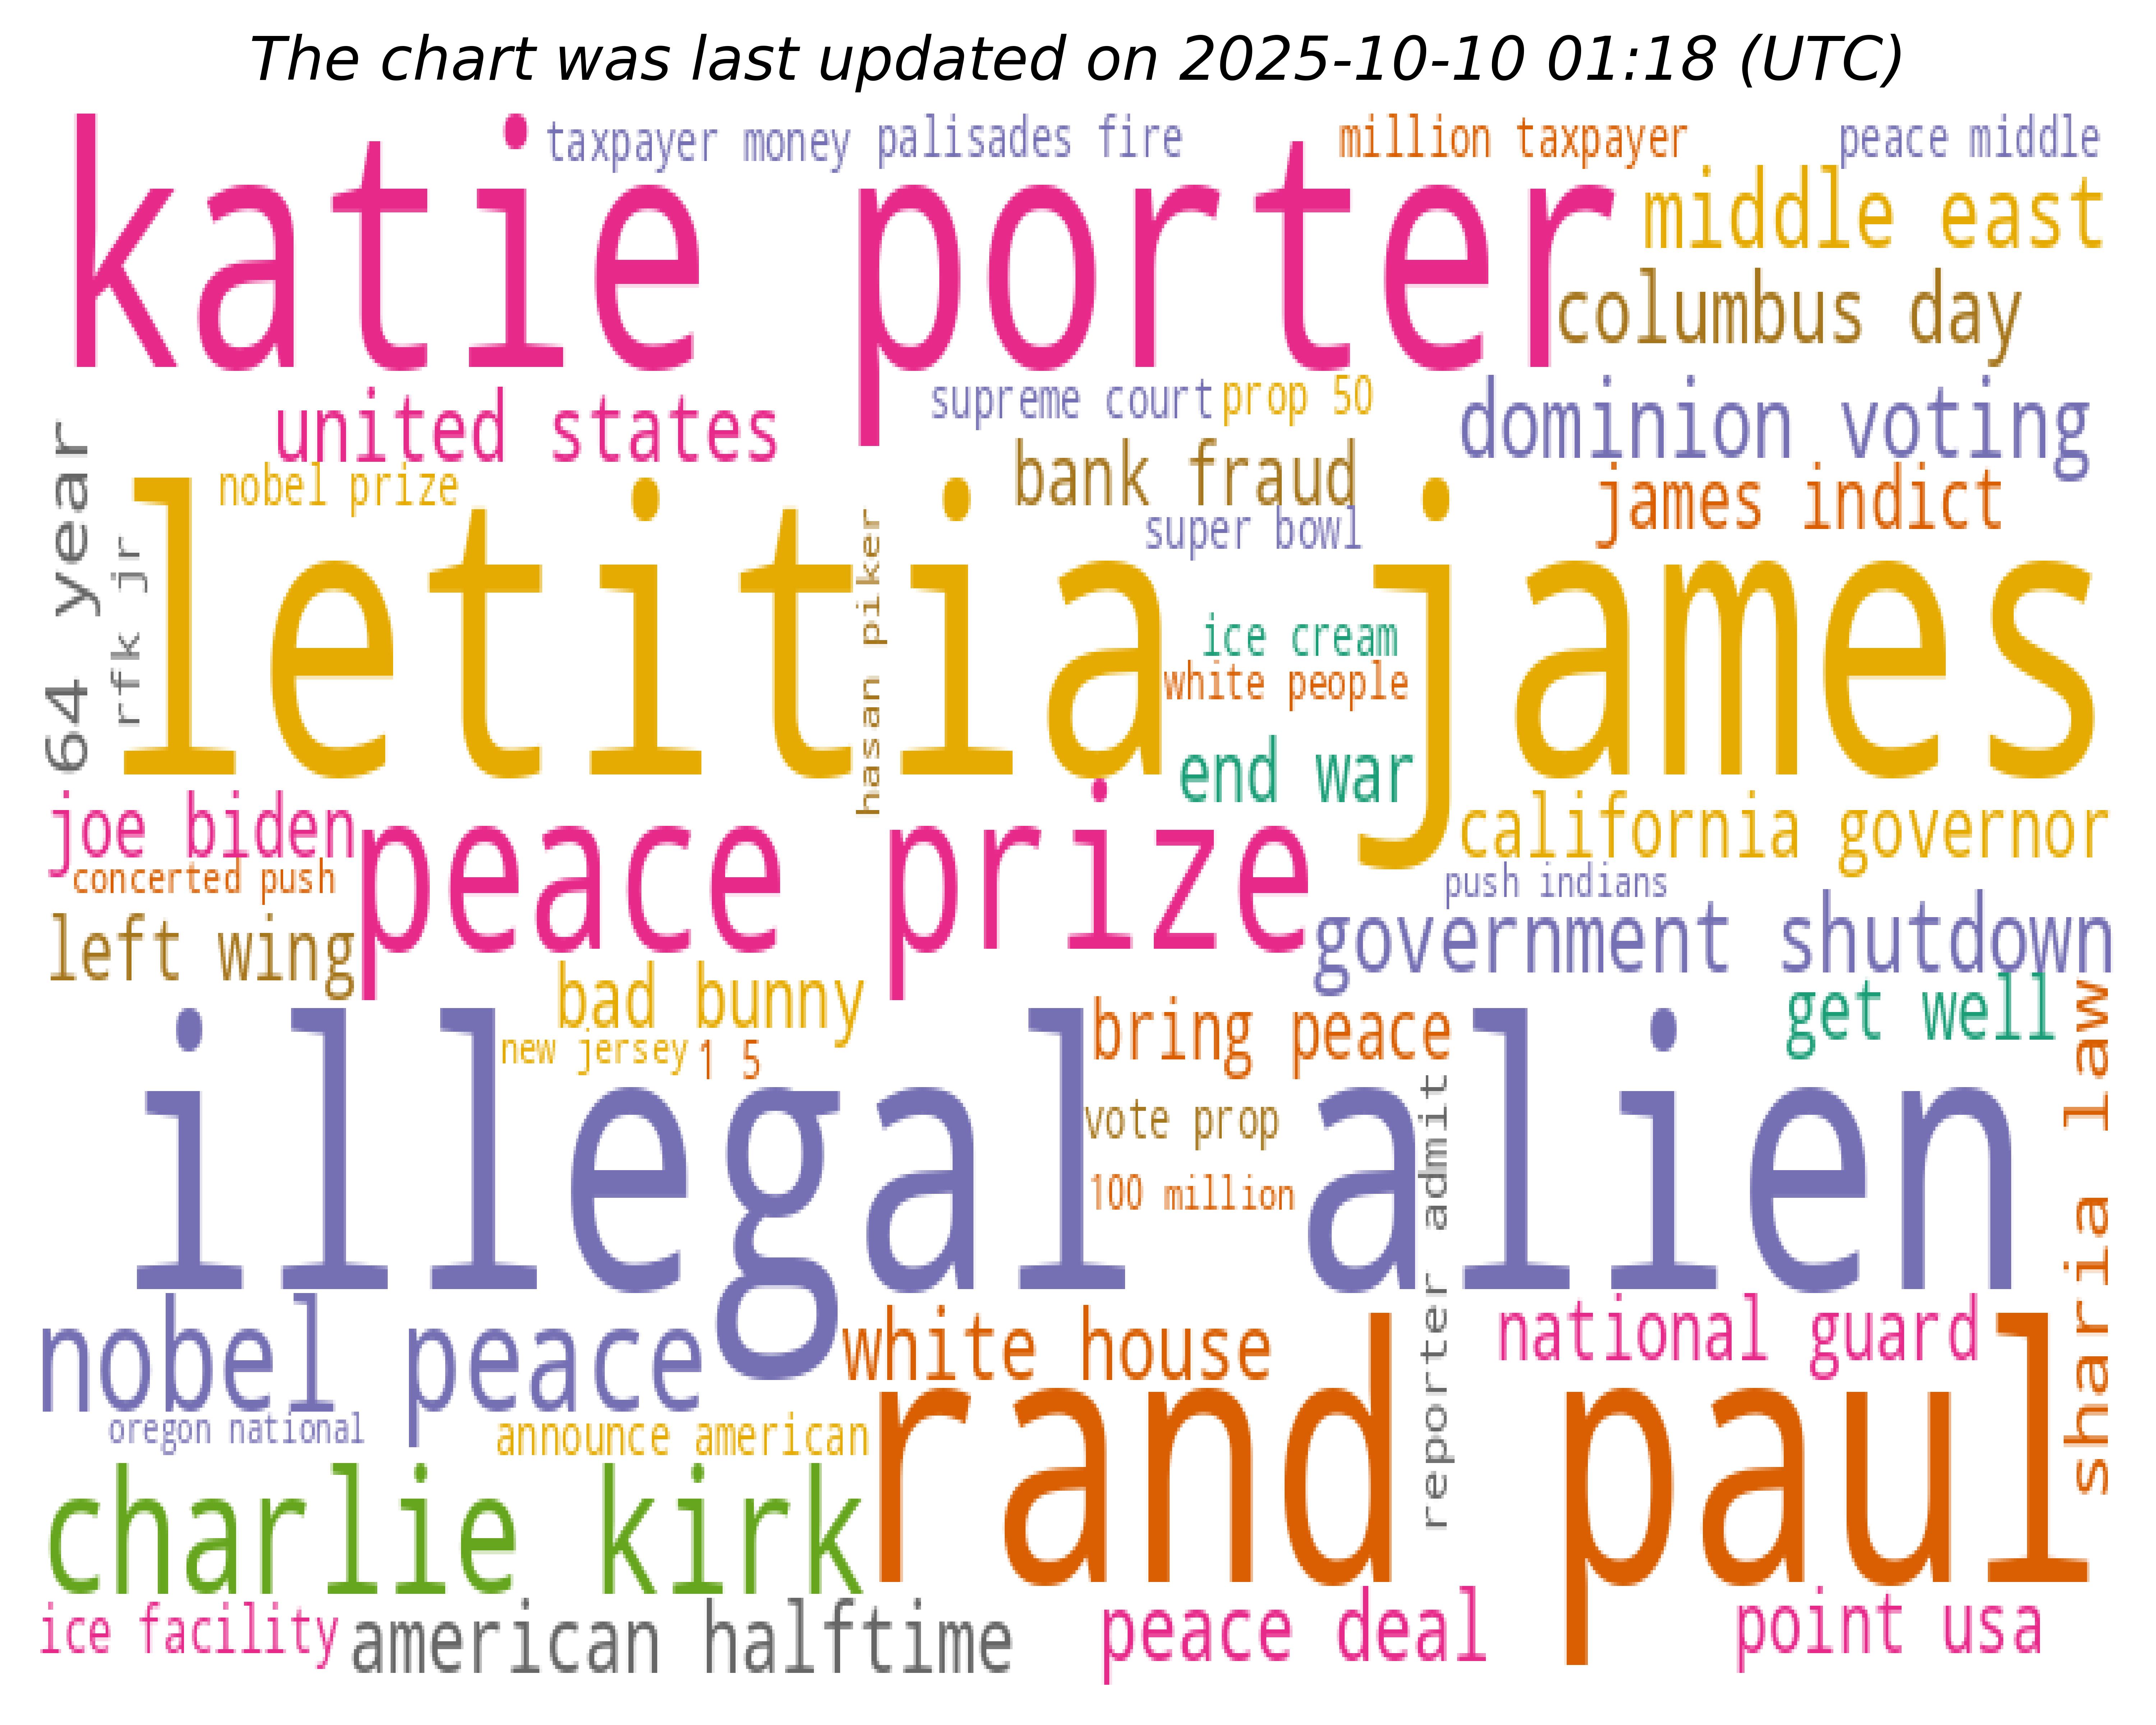 The chart was last updated on 2025-10-10 01:18 (UTC)
taxpayer money
palisades fire
million taxpayer
peace middle
katie porter
middle east
columbus day
united states
supreme court
prop 50
dominion voting
64 year
nobel prize
bank fraud
james indict
rfk jr
letitia james
hasan piker
super bowl
ice cream
white people
end war
joe biden
peace prize
california governor
concerted push
push indians
left wing
government shutdown
bad bunny
bring peace
get well
new jersey
1 5
illegal alien
vote prop
100 million
reporter admit
sharia law
nobel peace
white house
national guard
oregon national
announce american
rand paul
charlie kirk
ice facility
american halftime
peace deal
point usa